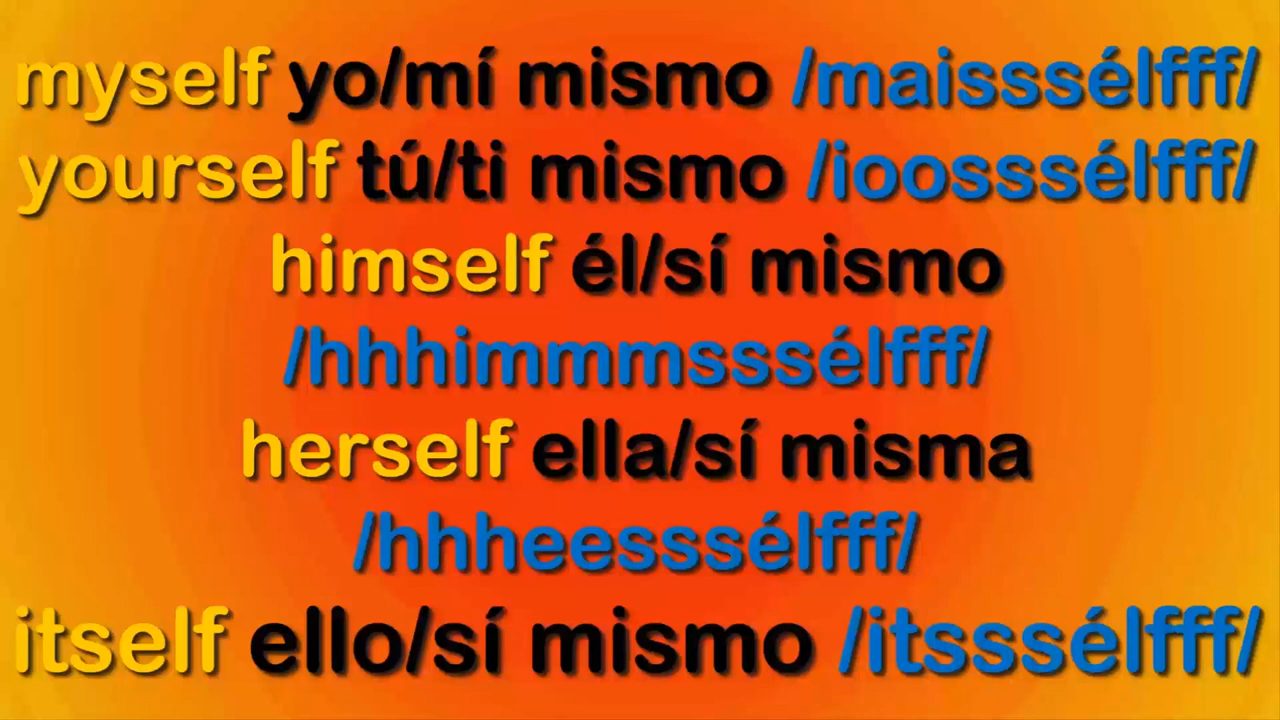 myself yo/mí mismo /maisssélfff/
yourself tú/ti mismo /ioosssélfff/
himself él/sí mismo
/hhhimmmsssélfff/
herself ella/sí misma
/hhheesssélfff/
itself ello/sí mismo /itsssélfff/